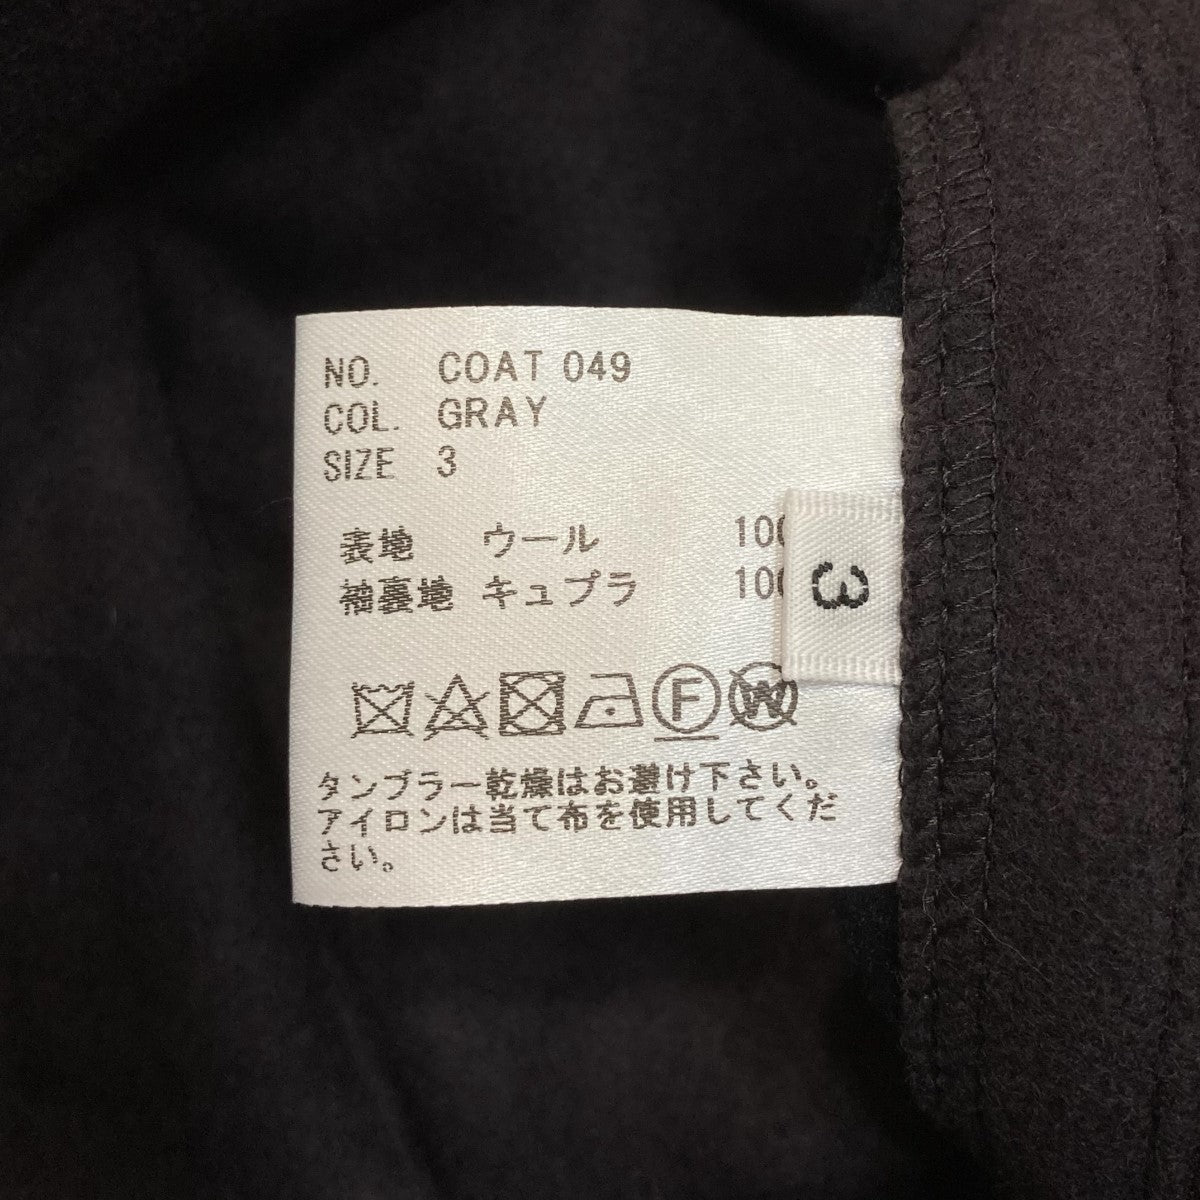 NO. COAT 049
COL. GRAY
SIZE 3
表地 ウール 100
袖裏地 キュプラ 100
3
F W
タンブラー乾燥はお避け下さい。
アイロンは当て布を使用してくだ
さい。